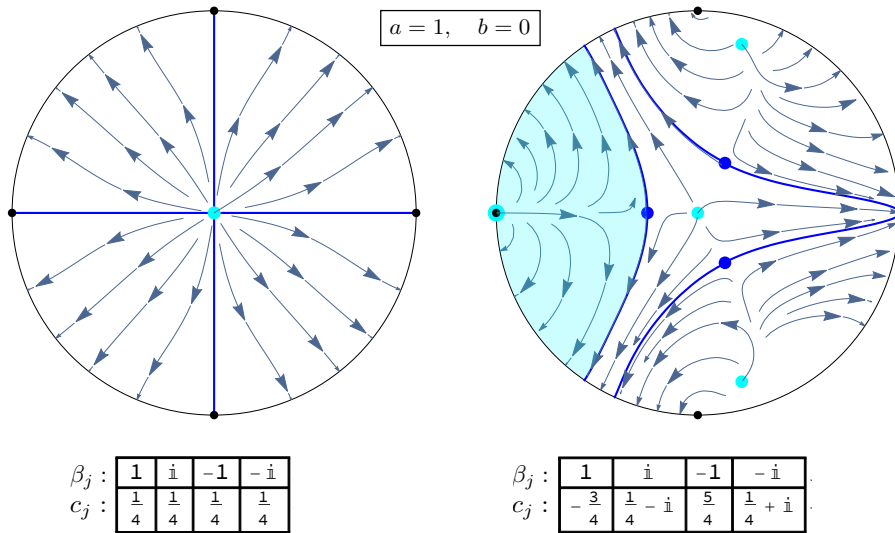 a = 1, b = 0
β_j : 1 ⅈ -1 -ⅈ
c_j : 1/4 1/4 1/4 1/4
β_j : 1 ⅈ -1 -ⅈ
c_j : -3/4 1/4 - ⅈ 5/4 1/4 + ⅈ